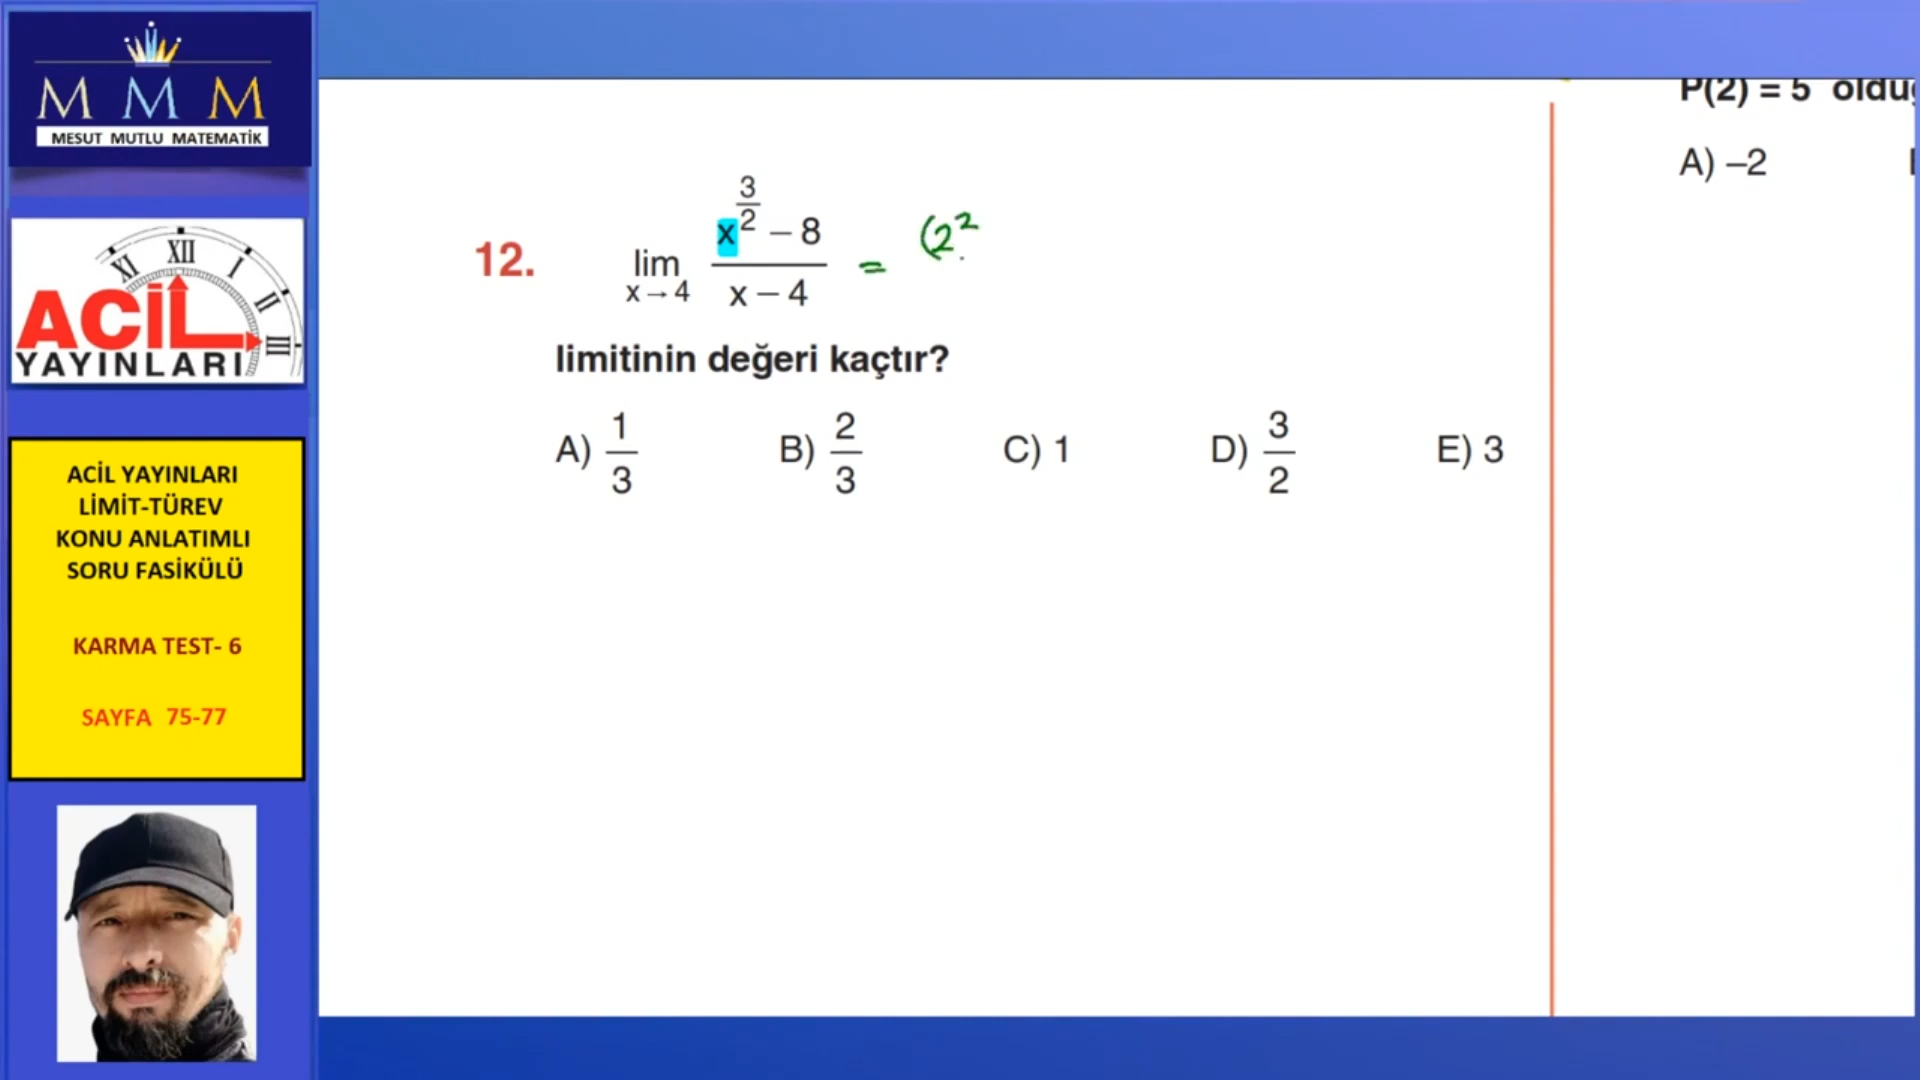 M M M
MESUT MUTLU MATEMATİK
XI XII I II III
ACİL
YAYINLARI
ACİL YAYINLARI
LİMİT-TÜREV
KONU ANLATIMLI
SORU FASİKÜLÜ
KARMA TEST- 6
SAYFA 75-77
12. lim x→4 (x^(3/2) – 8)/(x – 4) = (2²
limitinin değeri kaçtır?
A) 1/3 B) 2/3 C) 1 D) 3/2 E) 3
P(2) = 5
A) –2